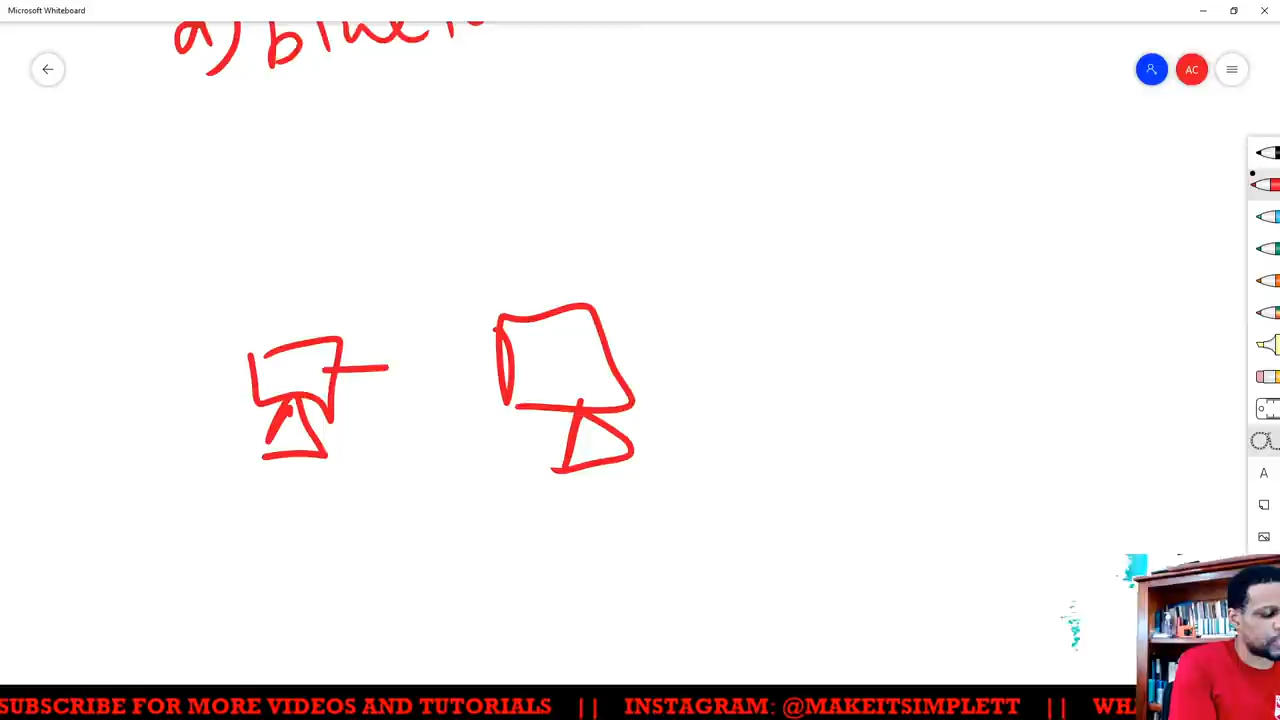 Microsoft Whiteboard
a)
AC
A
SUBSCRIBE FOR MORE VIDEOS AND TUTORIALS || INSTAGRAM: @MAKEITSIMPLETT ||